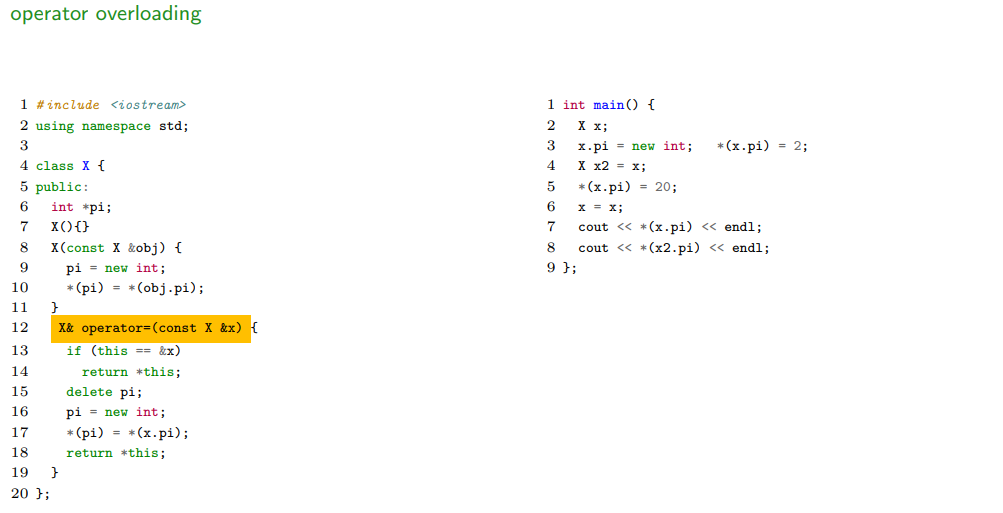 operator overloading
1 #include <iostream>
2 using namespace std;
3
4 class X {
5 public:
6 int *pi;
7 X(){}
8 X(const X &obj) {
9 pi = new int;
10 *(pi) = *(obj.pi);
11 }
12 X& operator=(const X &x) {
13 if (this == &x)
14 return *this;
15 delete pi;
16 pi = new int;
17 *(pi) = *(x.pi);
18 return *this;
19 }
20 };
1 int main() {
2 X x;
3 x.pi = new int; *(x.pi) = 2;
4 X x2 = x;
5 *(x.pi) = 20;
6 x = x;
7 cout << *(x.pi) << endl;
8 cout << *(x2.pi) << endl;
9 };